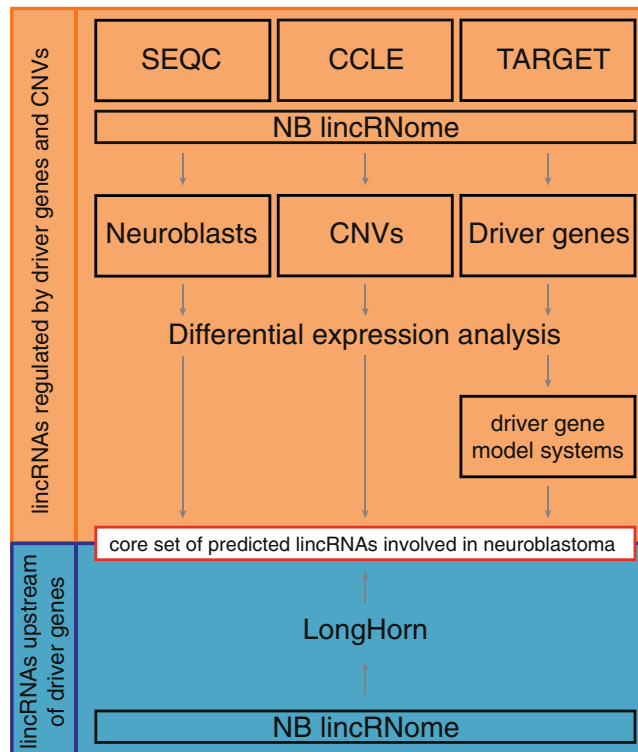 lincRNAs regulated by driver genes and CNVs
SEQC CCLE TARGET
NB lincRNome
Neuroblasts CNVs Driver genes
Differential expression analysis
driver gene
model systems
core set of predicted lincRNAs involved in neuroblastoma
lincRNAs upstream
of driver genes
LongHorn
NB lincRNome